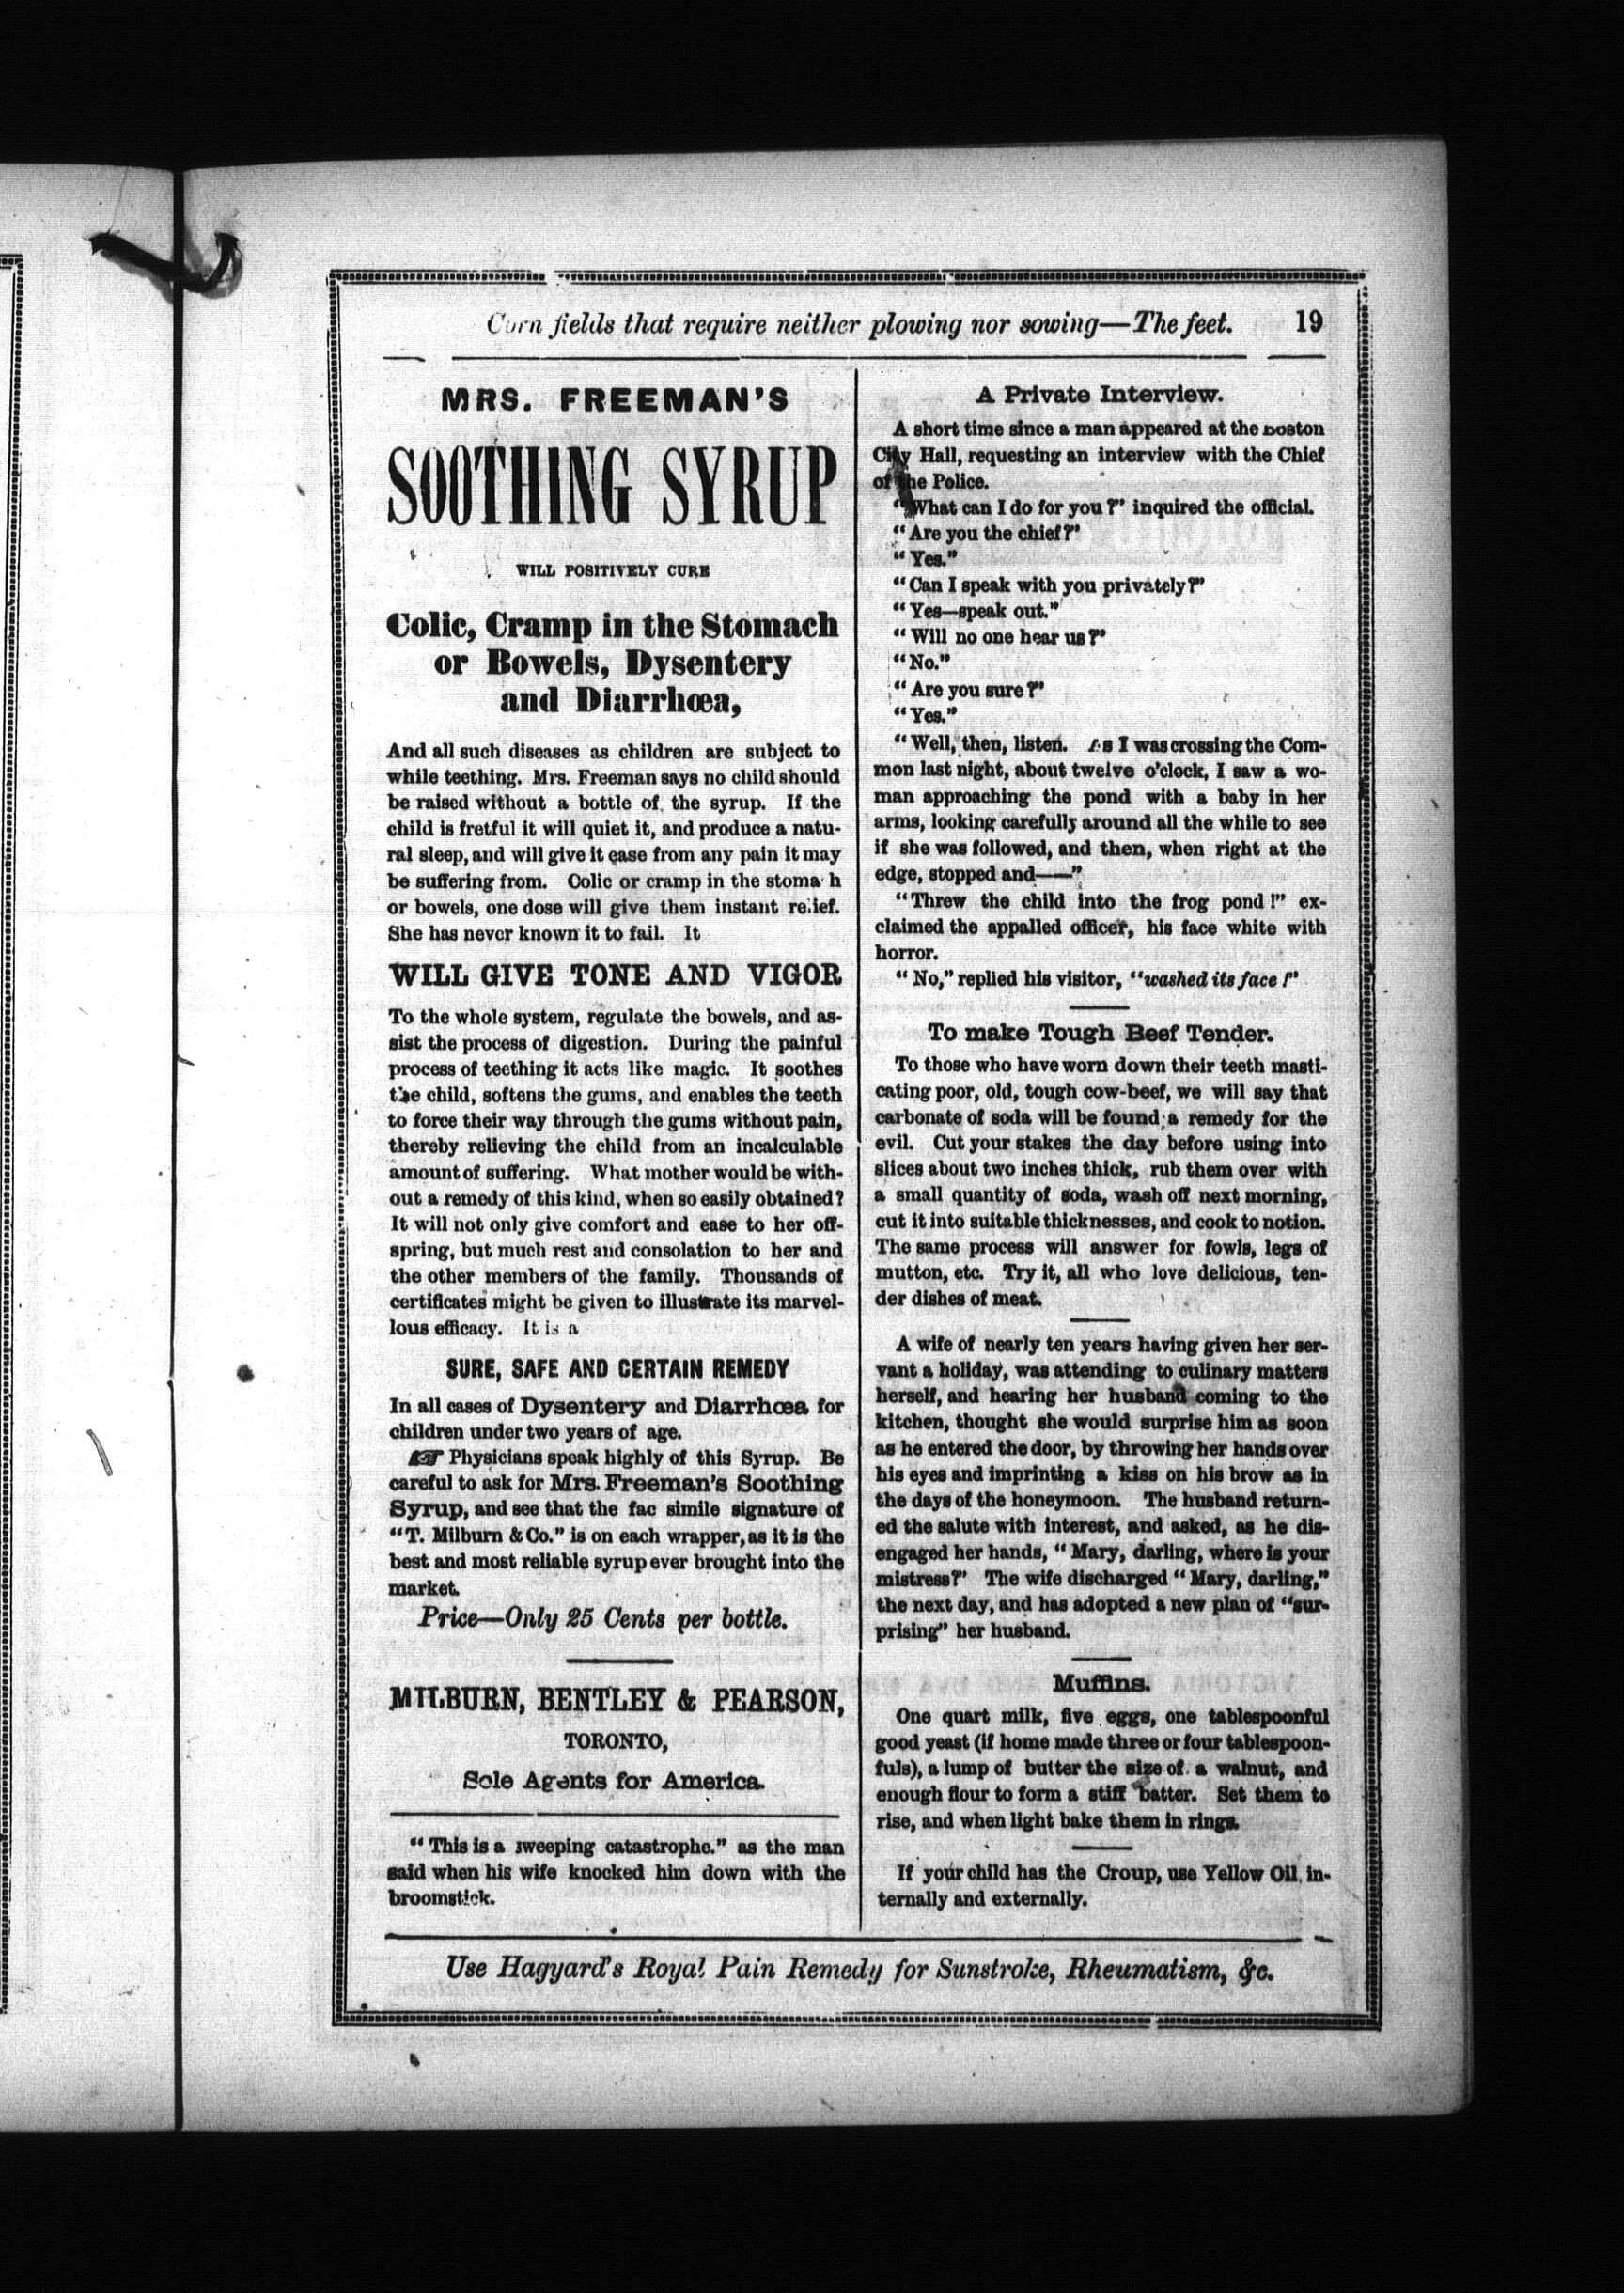 Corn fields that require neither plowing nor sowing—The feet. 19
MRS. FREEMAN'S
SOOTHING SYRUP
WILL POSITIVELY CURE
Colic, Cramp in the Stomach
or Bowels, Dysentery
and Diarrhœa,
And all such diseases as children are subject to
while teething. Mrs. Freeman says no child should
be raised without a bottle of the syrup. If the
child is fretful it will quiet it, and produce a natu-
ral sleep, and will give it ease from any pain it may
be suffering from. Colic or cramp in the stoma h
or bowels, one dose will give them instant relief.
She has never known it to fail. It
WILL GIVE TONE AND VIGOR
To the whole system, regulate the bowels, and as-
sist the process of digestion. During the painful
process of teething it acts like magic. It soothes
the child, softens the gums, and enables the teeth
to force their way through the gums without pain,
thereby relieving the child from an incalculable
amount of suffering. What mother would be with-
out a remedy of this kind, when so easily obtained?
It will not only give comfort and ease to her off-
spring, but much rest and consolation to her and
the other members of the family. Thousands of
certificates might be given to illustrate its marvel-
lous efficacy. It is a
SURE, SAFE AND CERTAIN REMEDY
In all cases of Dysentery and Diarrhœa for
children under two years of age.
☞ Physicians speak highly of this Syrup. Be
careful to ask for Mrs. Freeman's Soothing
Syrup, and see that the fac simile signature of
"T. Milburn & Co." is on each wrapper, as it is the
best and most reliable syrup ever brought into the
market.
Price—Only 25 Cents per bottle.
MILBURN, BENTLEY & PEARSON,
TORONTO,
Sole Agents for America.
"This is a sweeping catastrophe." as the man
said when his wife knocked him down with the
broomstick.
A Private Interview.
A short time since a man appeared at the Boston
City Hall, requesting an interview with the Chief
of the Police.
"What can I do for you?" inquired the official.
"Are you the chief?"
"Yes."
"Can I speak with you privately?"
"Yes—speak out."
"Will no one hear us?"
"No."
"Are you sure?"
"Yes."
"Well, then, listen. As I was crossing the Com-
mon last night, about twelve o'clock, I saw a wo-
man approaching the pond with a baby in her
arms, looking carefully around all the while to see
if she was followed, and then, when right at the
edge, stopped and——"
"Threw the child into the frog pond!" ex-
claimed the appalled officer, his face white with
horror.
"No," replied his visitor, "washed its face!"
To make Tough Beef Tender.
To those who have worn down their teeth masti-
cating poor, old, tough cow-beef, we will say that
carbonate of soda will be found a remedy for the
evil. Cut your stakes the day before using into
slices about two inches thick, rub them over with
a small quantity of soda, wash off next morning,
cut it into suitable thicknesses, and cook to notion.
The same process will answer for fowls, legs of
mutton, etc. Try it, all who love delicious, ten-
der dishes of meat.
A wife of nearly ten years having given her ser-
vant a holiday, was attending to culinary matters
herself, and hearing her husband coming to the
kitchen, thought she would surprise him as soon
as he entered the door, by throwing her hands over
his eyes and imprinting a kiss on his brow as in
the days of the honeymoon. The husband return-
ed the salute with interest, and asked, as he dis-
engaged her hands, "Mary, darling, where is your
mistress?" The wife discharged "Mary, darling,"
the next day, and has adopted a new plan of "sur-
prising" her husband.
Muffins.
One quart milk, five eggs, one tablespoonful
good yeast (if home made three or four tablespoon-
fuls), a lump of butter the size of a walnut, and
enough flour to form a stiff batter. Set them to
rise, and when light bake them in rings.
If your child has the Croup, use Yellow Oil, in-
ternally and externally.
Use Hagyard's Royal Pain Remedy for Sunstroke, Rheumatism, &c.